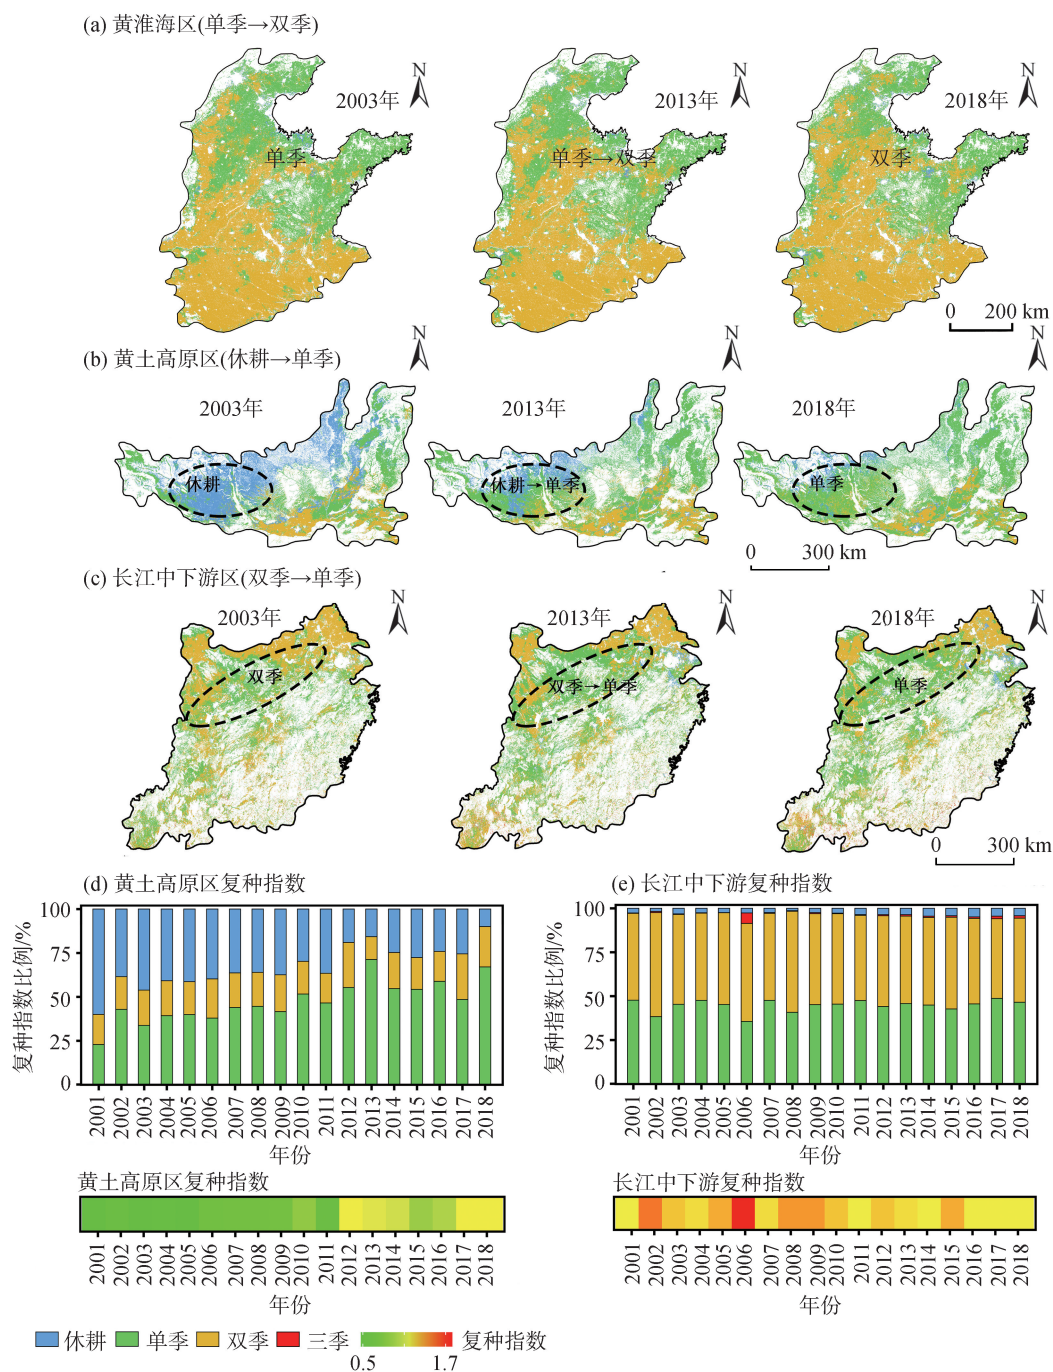 (a) 黄淮海区(单季→双季)
N
N
N
2003年
2013年
2018年
单季
单季→双季
双季
0 200 km
(b) 黄土高原区(休耕→单季)
N
N
N
2003年
2013年
2018年
休耕
休耕→单季
单季
0 300 km
(c) 长江中下游区(双季→单季)
N
N
N
2003年
2013年
2018年
双季
双季→单季
单季
0 300 km
(d) 黄土高原区复种指数
复种指数比例/%
100
75
50
25
0
2001 2002 2003 2004 2005 2006 2007 2008 2009 2010 2011 2012 2013 2014 2015 2016 2017 2018
年份
(e) 长江中下游复种指数
复种指数比例/%
100
75
50
25
0
2001 2002 2003 2004 2005 2006 2007 2008 2009 2010 2011 2012 2013 2014 2015 2016 2017 2018
年份
黄土高原区复种指数
2001 2002 2003 2004 2005 2006 2007 2008 2009 2010 2011 2012 2013 2014 2015 2016 2017 2018
年份
长江中下游复种指数
2001 2002 2003 2004 2005 2006 2007 2008 2009 2010 2011 2012 2013 2014 2015 2016 2017 2018
年份
休耕 单季 双季 三季 复种指数
0.5 1.7